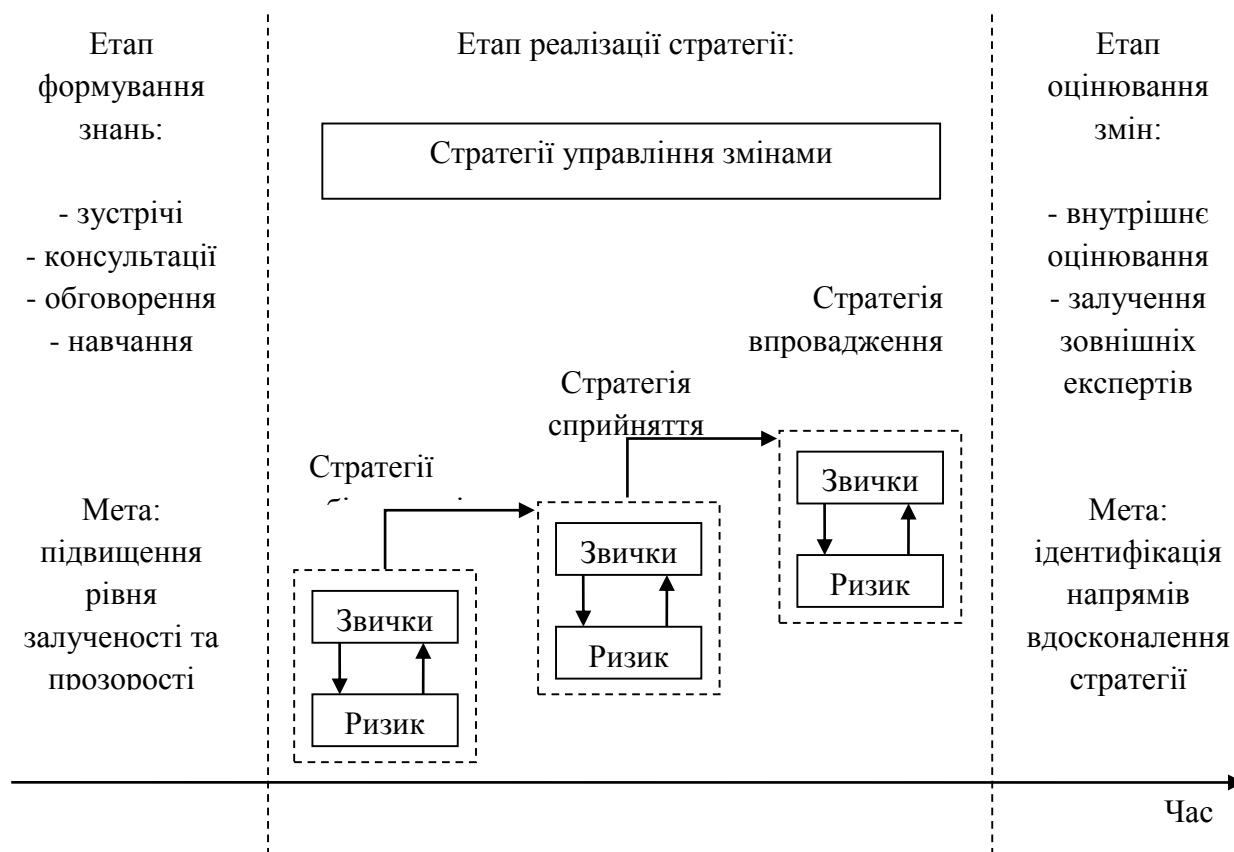 Етап
формування
знань:
- зустрічі
- консультації
- обговорення
- навчання
Мета:
підвищення
рівня
залученості та
прозорості
Етап реалізації стратегії:
Стратегії управління змінами
Стратегії
Звички
Ризик
Стратегія
сприйняття
Звички
Ризик
Стратегія
впровадження
Звички
Ризик
Етап
оцінювання
змін:
- внутрішнє
оцінювання
- залучення
зовнішніх
експертів
Мета:
ідентифікація
напрямів
вдосконалення
стратегії
Час